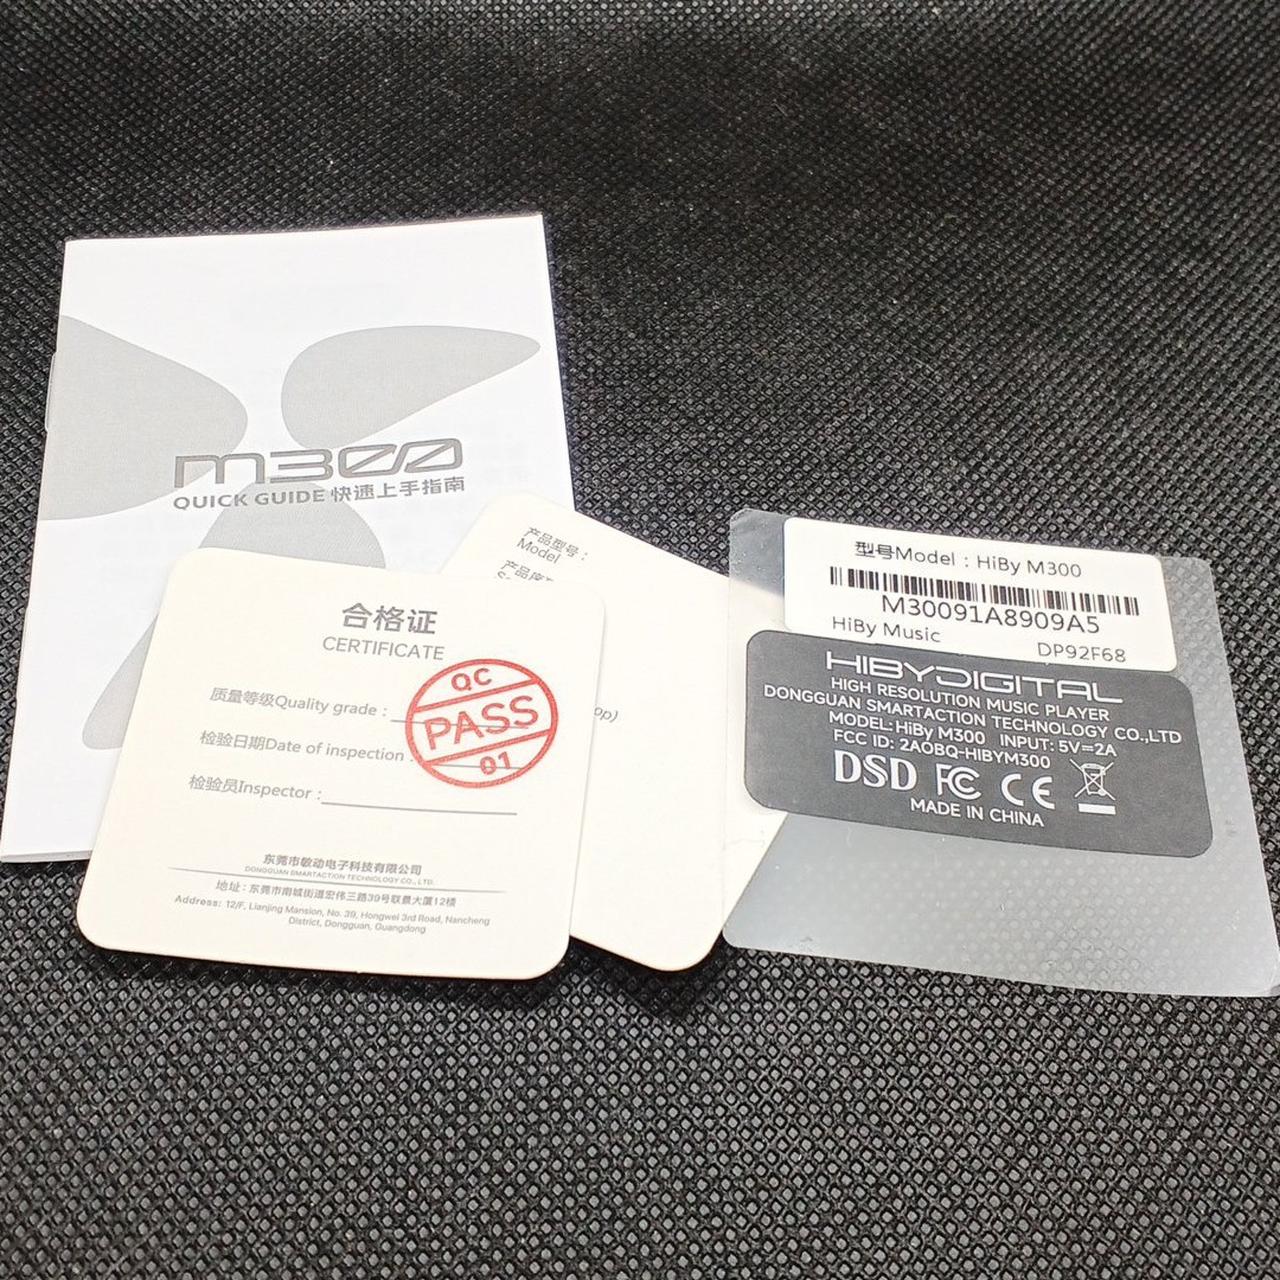 m300
QUICK GUIDE 快速上手指南
产品型号：
Model
产品序
op)
合格证
CERTIFICATE
质量等级Quality grade：
检验日期Date of inspection
检验员Inspector：
QC
PASS
01
东莞市敏动电子科技有限公司
DONGGUAN SMARTACTION TECHNOLOGY CO., LTD.
地址：东莞市南城街道宏伟三路39号联景大厦12楼
Address: 12/F, Lianjing Mansion, No. 39, Hongwei 3rd Road, Nancheng
District, Dongguan, Guangdong
型号Model：HiBy M300
M30091A8909A5
HiBy Music
DP92F68
HIBYDIGITAL
HIGH RESOLUTION MUSIC PLAYER
DONGGUAN SMARTACTION TECHNOLOGY CO.,LTD
MODEL: HiBy M300 INPUT: 5V=2A
FCC ID: 2AOBQ-HIBYM300
DSD FC CE
MADE IN CHINA